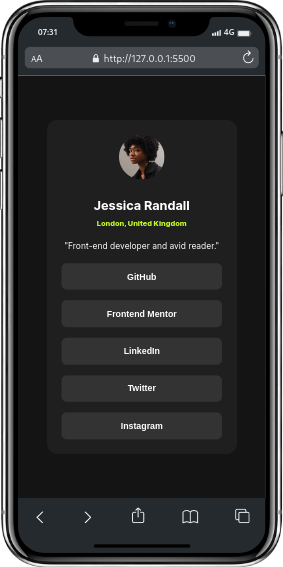 07:31
4G
AA
http://127.0.0.1:5500
Jessica Randall
London, United Kingdom
"Front-end developer and avid reader."
GitHub
Frontend Mentor
LinkedIn
Twitter
Instagram